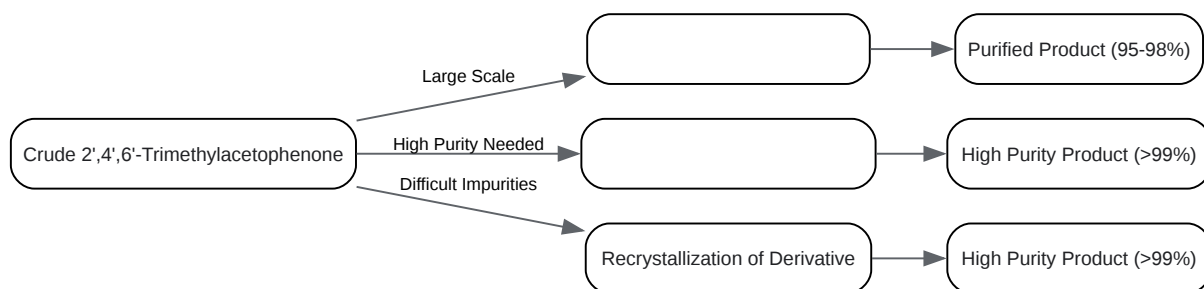 Purified Product (95-98%)
Large Scale
Crude 2',4',6'-Trimethylacetophenone
High Purity Needed
High Purity Product (>99%)
Difficult Impurities
Recrystallization of Derivative
High Purity Product (>99%)